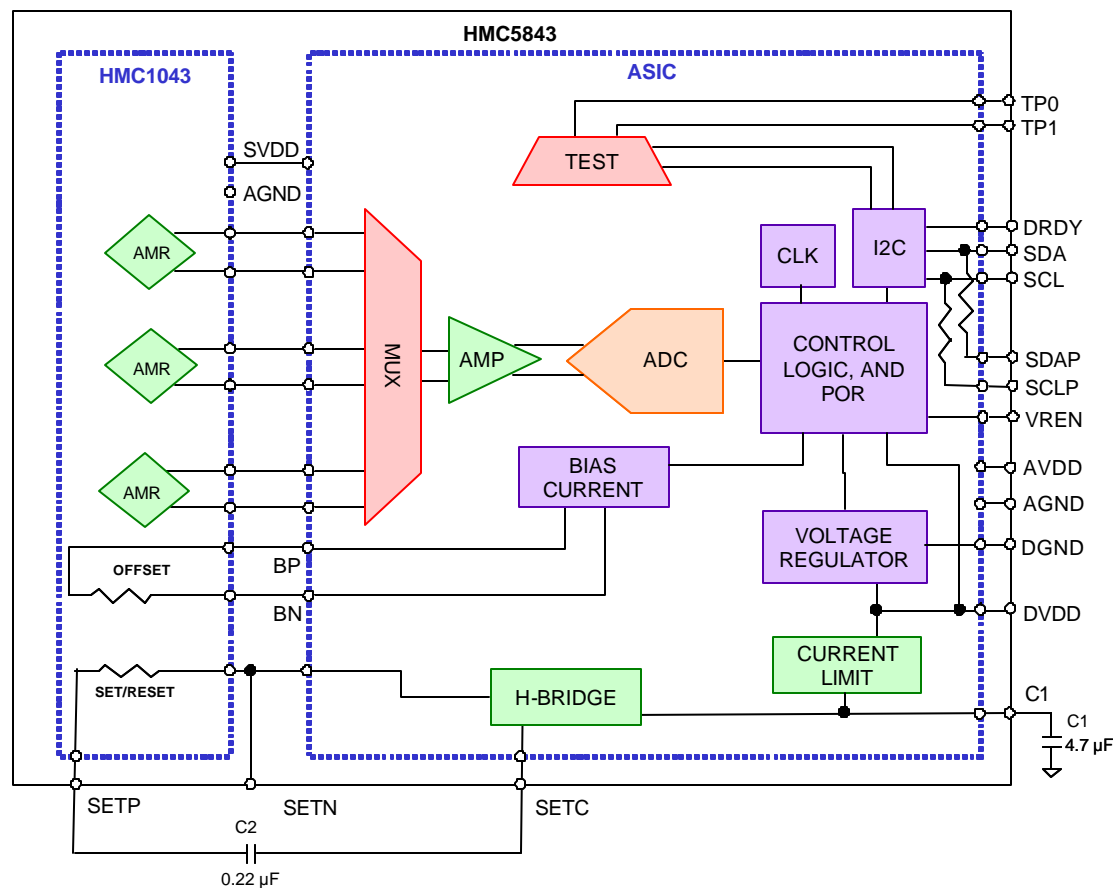 HMC5843
HMC1043
ASIC
TP0
TP1
SVDD
TEST
AGND
AMR
DRDY
CLK
I2C
SDA
SCL
MUX
AMP
ADC
CONTROL
LOGIC, AND
POR
AMR
SDAP
SCLP
VREN
BIAS
CURRENT
AVDD
AMR
AGND
VOLTAGE
REGULATOR
DGND
BP
OFFSET
BN
DVDD
CURRENT
LIMIT
SET/RESET
H-BRIDGE
C1
C1
4.7 µF
SETP
SETN
SETC
C2
0.22 µF